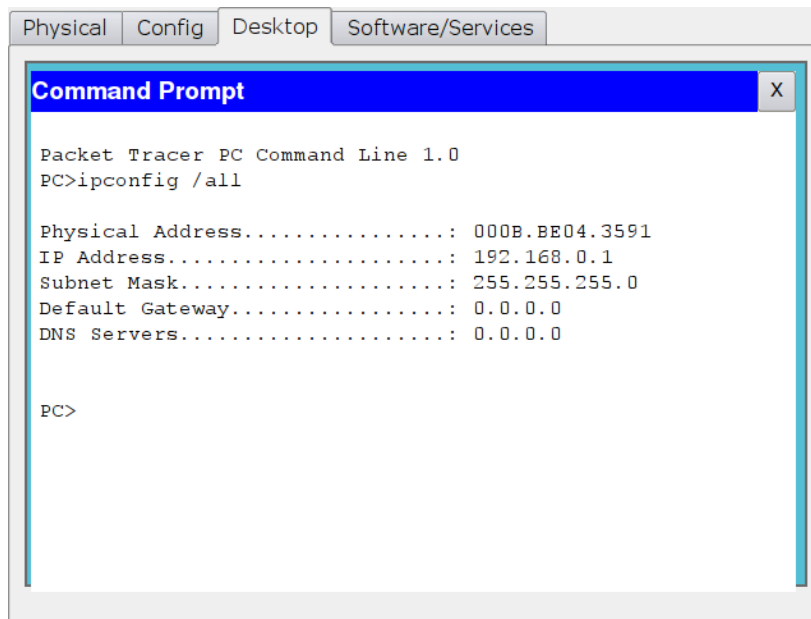 Physical Config Desktop Software/Services
Command Prompt X
Packet Tracer PC Command Line 1.0
PC>ipconfig /all
Physical Address................: 000B.BE04.3591
IP Address......................: 192.168.0.1
Subnet Mask.....................: 255.255.255.0
Default Gateway.................: 0.0.0.0
DNS Servers.....................: 0.0.0.0
PC>